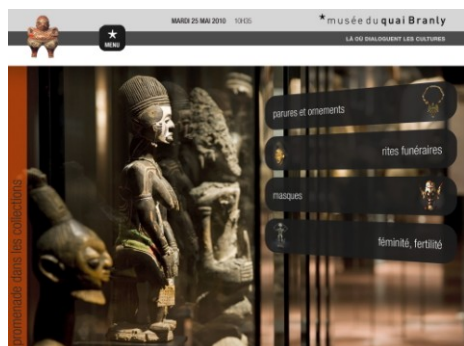 MARDI 25 MAI 2010 10H35
*musée du quai Branly
MENU
LÀ OÙ DIALOGUENT LES CULTURES
parures et ornements
rites funéraires
masques
féminité, fertilité
promenade dans les collections